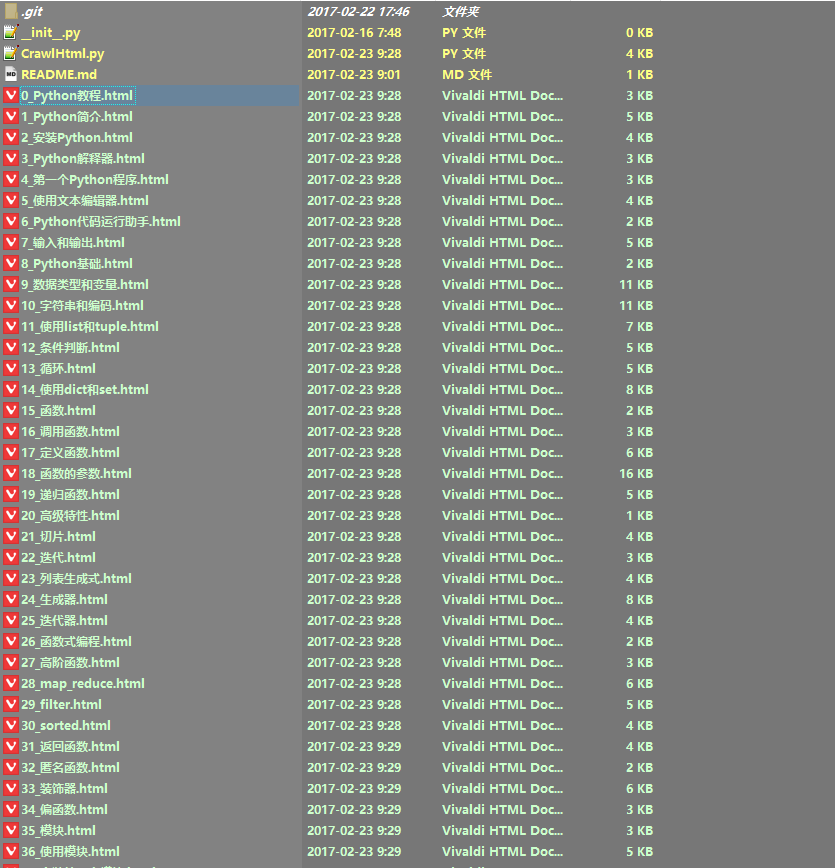 .git 2017-02-22 17:46 文件夹
__init__.py 2017-02-16 7:48 PY 文件 0 KB
CrawlHtml.py 2017-02-23 9:28 PY 文件 4 KB
README.md 2017-02-23 9:01 MD 文件 1 KB
0_Python教程.html 2017-02-23 9:28 Vivaldi HTML Doc... 3 KB
1_Python简介.html 2017-02-23 9:28 Vivaldi HTML Doc... 5 KB
2_安装Python.html 2017-02-23 9:28 Vivaldi HTML Doc... 4 KB
3_Python解释器.html 2017-02-23 9:28 Vivaldi HTML Doc... 3 KB
4_第一个Python程序.html 2017-02-23 9:28 Vivaldi HTML Doc... 3 KB
5_使用文本编辑器.html 2017-02-23 9:28 Vivaldi HTML Doc... 4 KB
6_Python代码运行助手.html 2017-02-23 9:28 Vivaldi HTML Doc... 2 KB
7_输入和输出.html 2017-02-23 9:28 Vivaldi HTML Doc... 5 KB
8_Python基础.html 2017-02-23 9:28 Vivaldi HTML Doc... 2 KB
9_数据类型和变量.html 2017-02-23 9:28 Vivaldi HTML Doc... 11 KB
10_字符串和编码.html 2017-02-23 9:28 Vivaldi HTML Doc... 11 KB
11_使用list和tuple.html 2017-02-23 9:28 Vivaldi HTML Doc... 7 KB
12_条件判断.html 2017-02-23 9:28 Vivaldi HTML Doc... 5 KB
13_循环.html 2017-02-23 9:28 Vivaldi HTML Doc... 5 KB
14_使用dict和set.html 2017-02-23 9:28 Vivaldi HTML Doc... 8 KB
15_函数.html 2017-02-23 9:28 Vivaldi HTML Doc... 2 KB
16_调用函数.html 2017-02-23 9:28 Vivaldi HTML Doc... 3 KB
17_定义函数.html 2017-02-23 9:28 Vivaldi HTML Doc... 6 KB
18_函数的参数.html 2017-02-23 9:28 Vivaldi HTML Doc... 16 KB
19_递归函数.html 2017-02-23 9:28 Vivaldi HTML Doc... 5 KB
20_高级特性.html 2017-02-23 9:28 Vivaldi HTML Doc... 1 KB
21_切片.html 2017-02-23 9:28 Vivaldi HTML Doc... 4 KB
22_迭代.html 2017-02-23 9:28 Vivaldi HTML Doc... 3 KB
23_列表生成式.html 2017-02-23 9:28 Vivaldi HTML Doc... 4 KB
24_生成器.html 2017-02-23 9:28 Vivaldi HTML Doc... 8 KB
25_迭代器.html 2017-02-23 9:28 Vivaldi HTML Doc... 4 KB
26_函数式编程.html 2017-02-23 9:28 Vivaldi HTML Doc... 2 KB
27_高阶函数.html 2017-02-23 9:28 Vivaldi HTML Doc... 3 KB
28_map_reduce.html 2017-02-23 9:28 Vivaldi HTML Doc... 6 KB
29_filter.html 2017-02-23 9:28 Vivaldi HTML Doc... 5 KB
30_sorted.html 2017-02-23 9:28 Vivaldi HTML Doc... 4 KB
31_返回函数.html 2017-02-23 9:29 Vivaldi HTML Doc... 4 KB
32_匿名函数.html 2017-02-23 9:29 Vivaldi HTML Doc... 2 KB
33_装饰器.html 2017-02-23 9:29 Vivaldi HTML Doc... 6 KB
34_偏函数.html 2017-02-23 9:29 Vivaldi HTML Doc... 3 KB
35_模块.html 2017-02-23 9:29 Vivaldi HTML Doc... 3 KB
36_使用模块.html 2017-02-23 9:29 Vivaldi HTML Doc... 5 KB